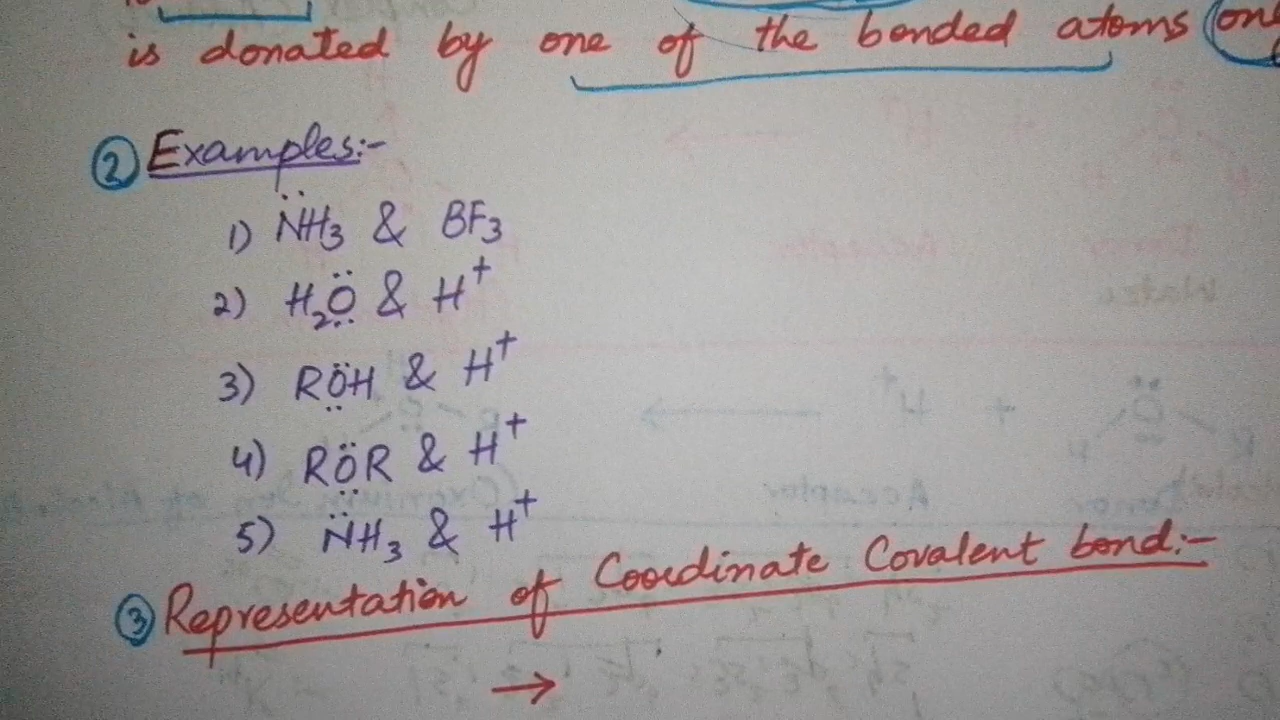 is donated by one of the bonded atoms (only
② Examples:-
1) N̈H₃ & BF₃
2) H₂Ö & H⁺
3) RÖH & H⁺
4) RÖR & H⁺
5) N̈H₃ & H⁺
③ Representation of Coordinate Covalent bond:-
→